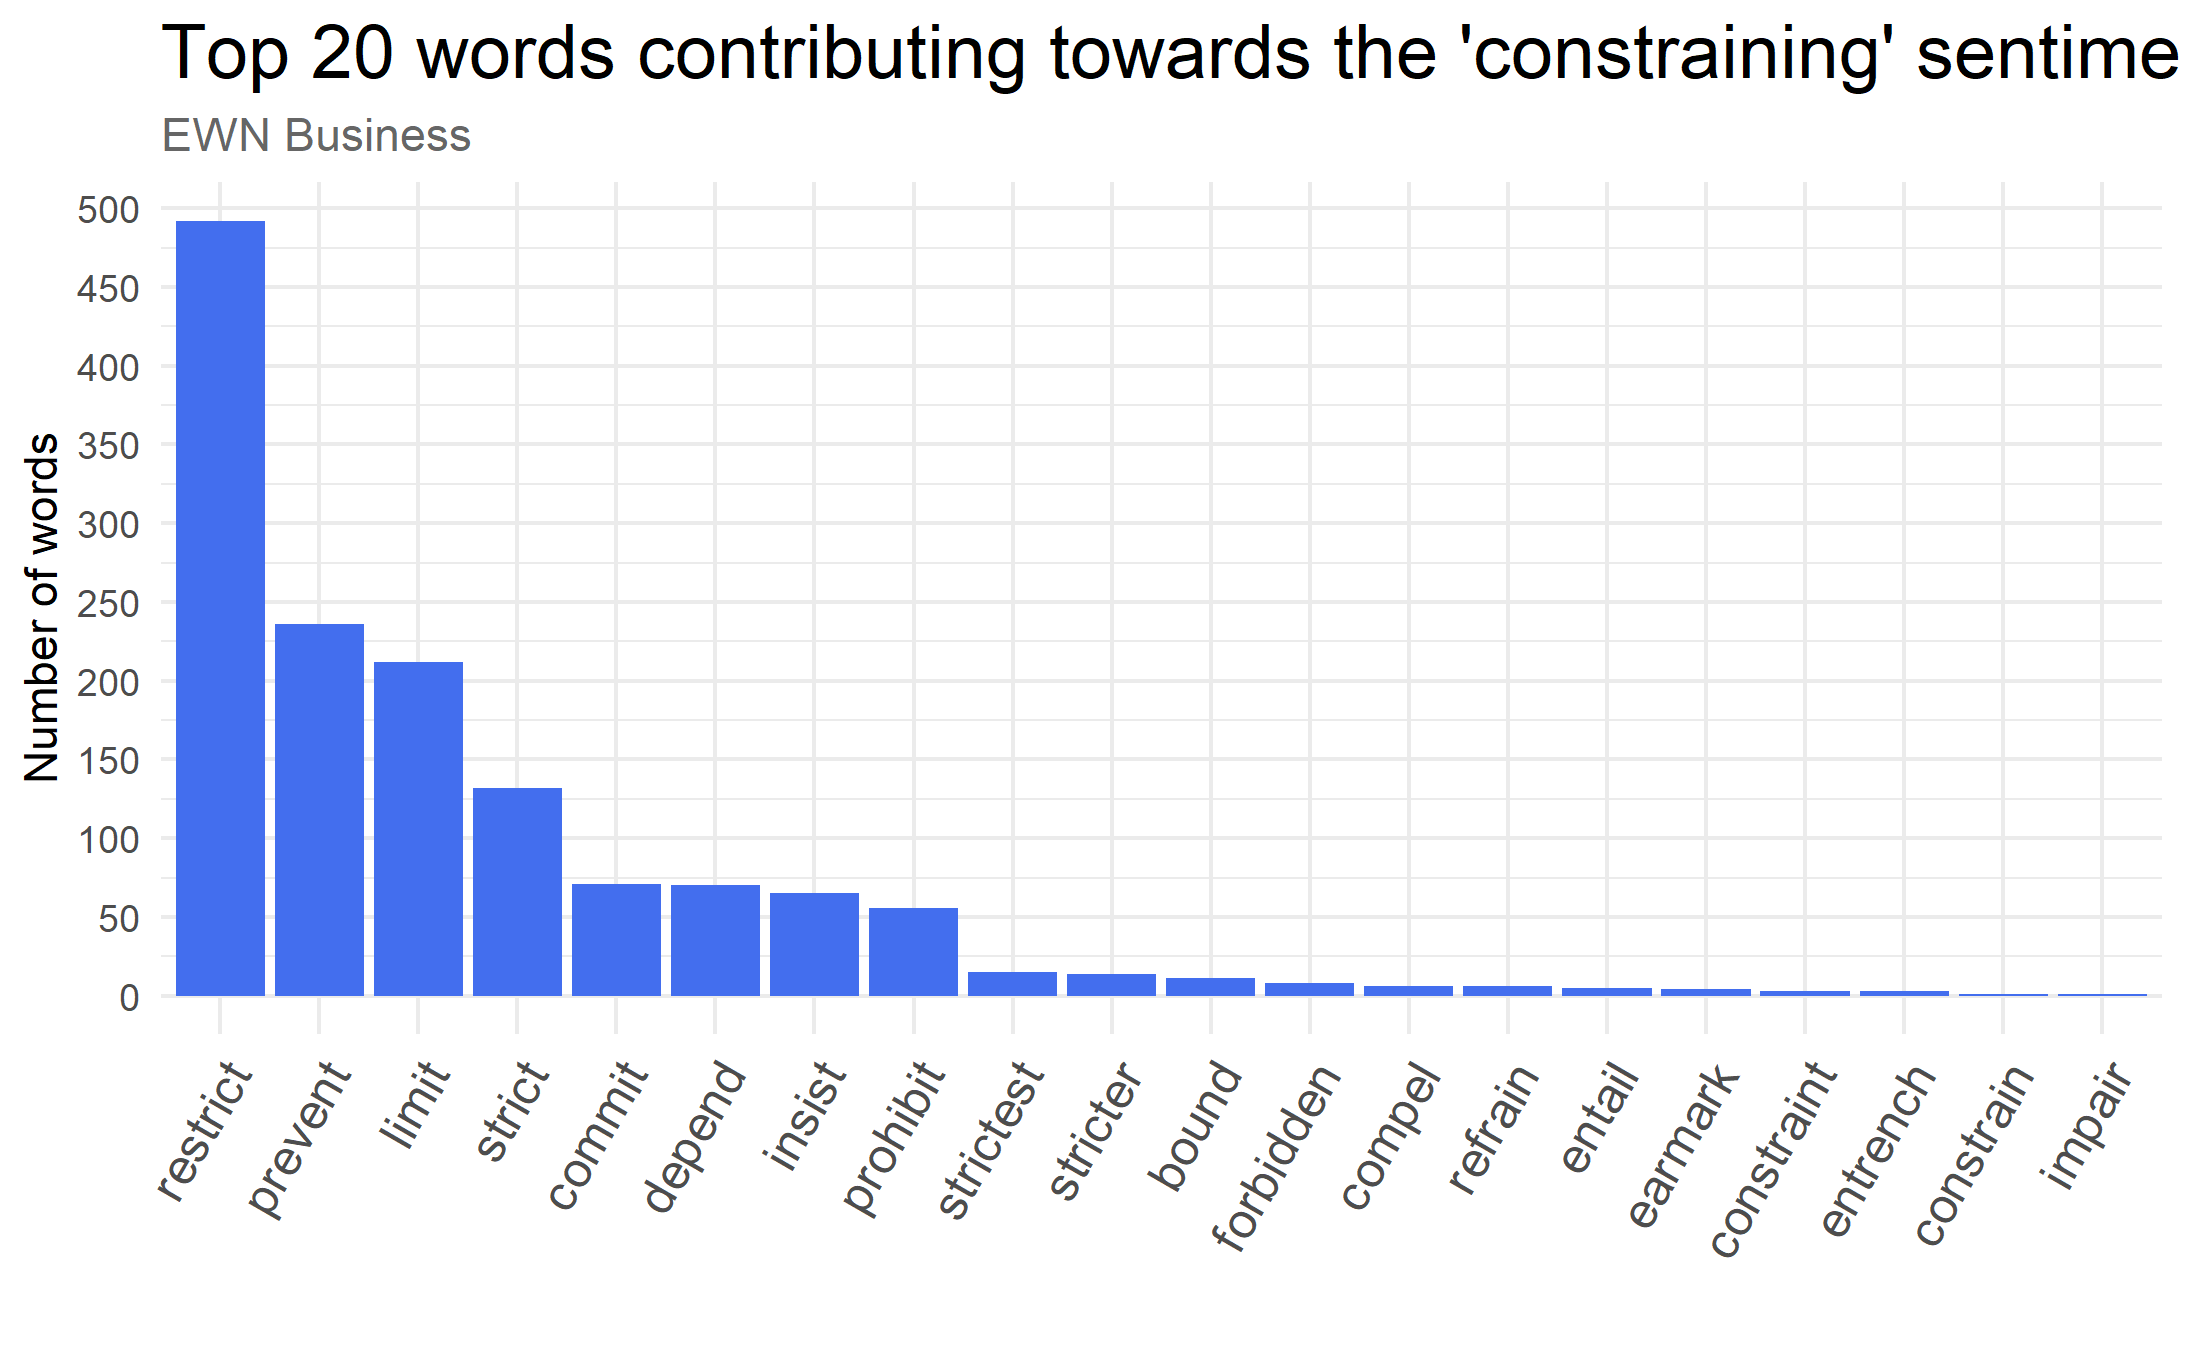 Top 20 words contributing towards the 'constraining' sentime
EWN Business
Number of words
500
450
400
350
300
250
200
150
100
50
0
restrict
prevent
limit
strict
commit
depend
insist
prohibit
strictest
stricter
bound
forbidden
compel
refrain
entail
earmark
constraint
entrench
constrain
impair